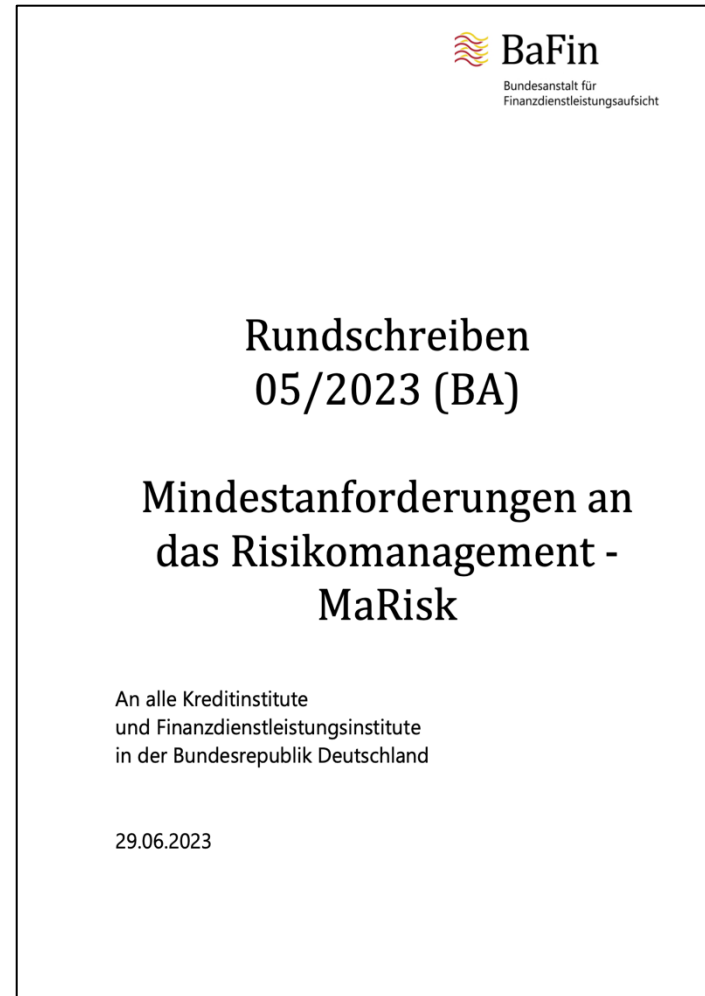 BaFin
Bundesanstalt für
Finanzdienstleistungsaufsicht
Rundschreiben
05/2023 (BA)
Mindestanforderungen an
das Risikomanagement -
MaRisk
An alle Kreditinstitute
und Finanzdienstleistungsinstitute
in der Bundesrepublik Deutschland
29.06.2023